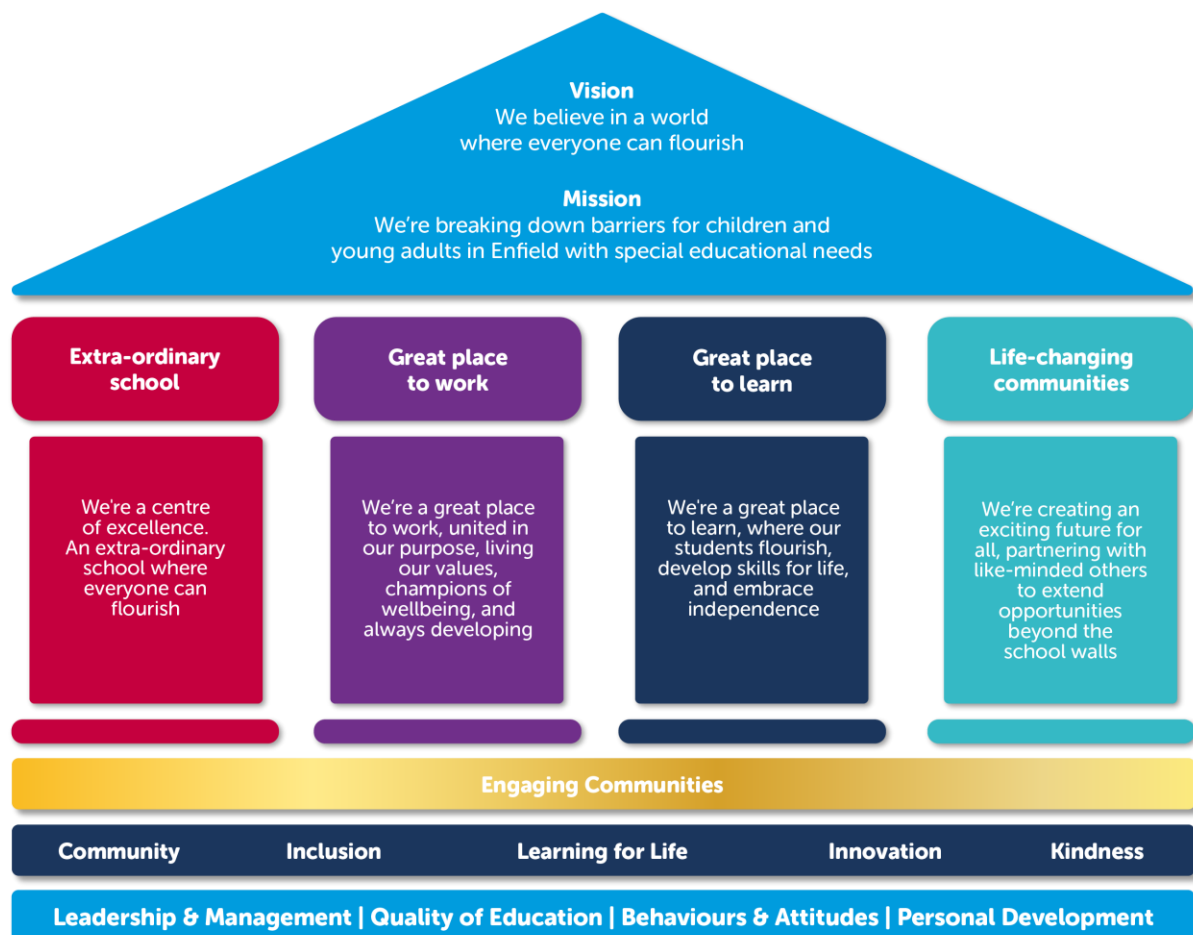 Vision
We believe in a world
where everyone can flourish
Mission
We're breaking down barriers for children and
young adults in Enfield with special educational needs
Extra-ordinary
school
Great place
to work
Great place
to learn
Life-changing
communities
We're a centre
of excellence.
An extra-ordinary
school where
everyone can
flourish
We're a great place
to work, united in
our purpose, living
our values,
champions of
wellbeing, and
always developing
We're a great place
to learn, where our
students flourish,
develop skills for life,
and embrace
independence
We're creating an
exciting future for
all, partnering with
like-minded others
to extend
opportunities
beyond the
school walls
Engaging Communities
Community Inclusion Learning for Life Innovation Kindness
Leadership & Management | Quality of Education | Behaviours & Attitudes | Personal Development